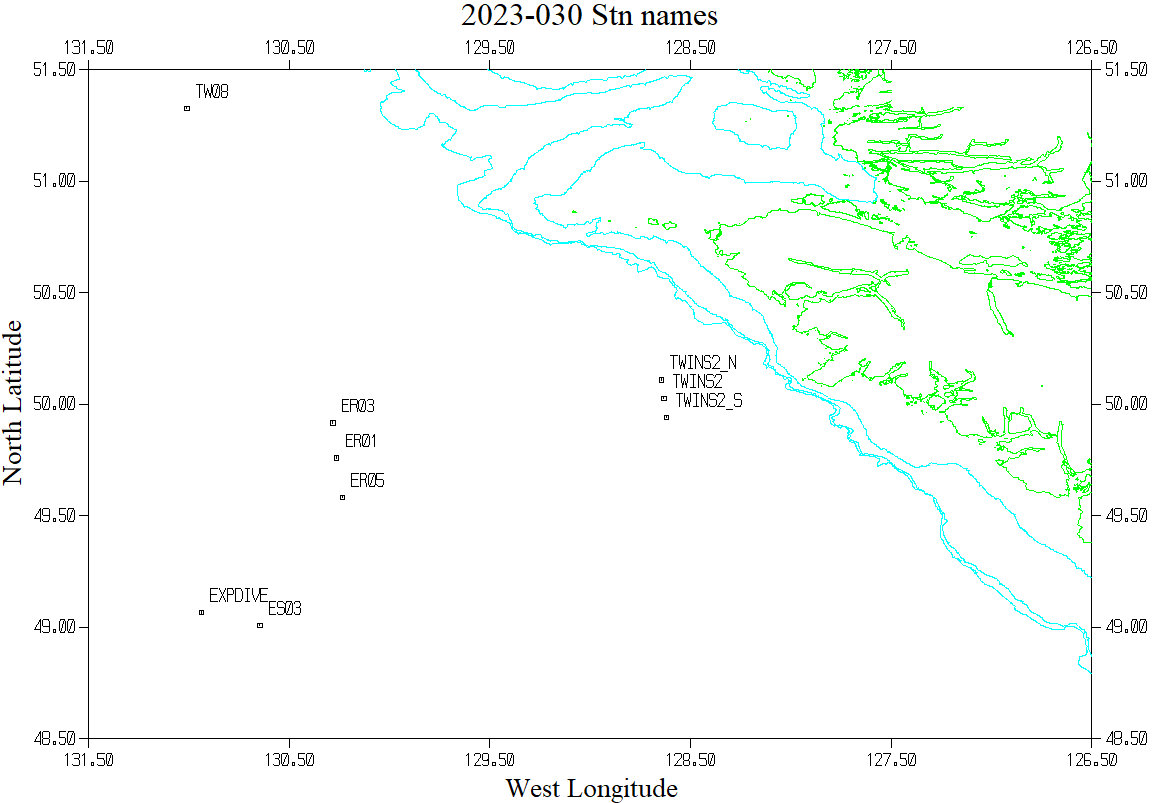 2023-030 Stn names
131.50 130.50 129.50 128.50 127.50 126.50
51.50 51.50
TW08
51.00 51.00
50.50 50.50
TWINS2_N
TWINS2
50.00 50.00
TWINS2_S
ER03
ER01
ER05
49.50 49.50
EXPDIVE
ES03
49.00 49.00
48.50 48.50
131.50 130.50 129.50 128.50 127.50 126.50
North Latitude
West Longitude